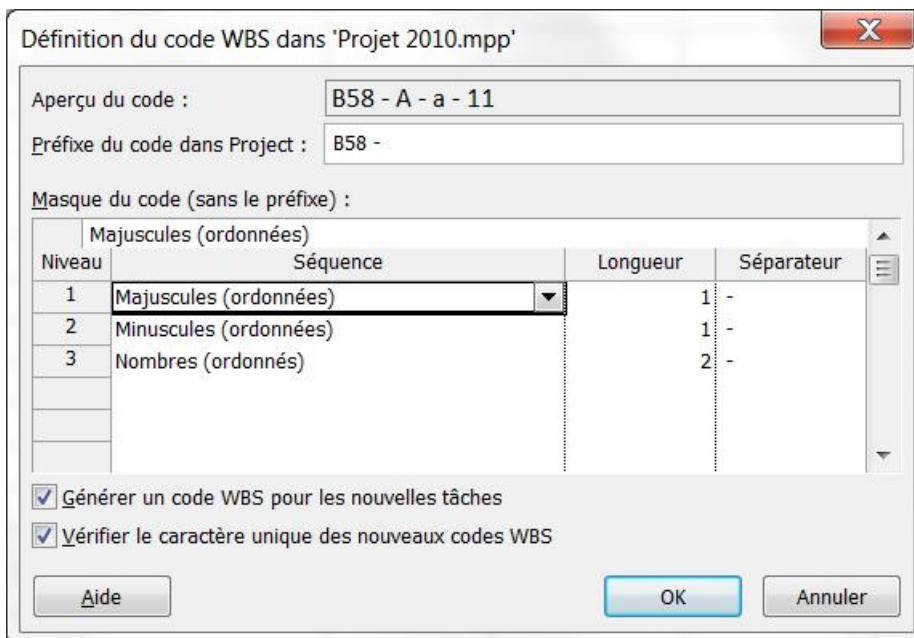 Définition du code WBS dans 'Projet 2010.mpp'
X
Aperçu du code : B58 - A - a - 11
Préfixe du code dans Project : B58 -
Masque du code (sans le préfixe) :
Majuscules (ordonnées)
Niveau Séquence Longueur Séparateur
1 Majuscules (ordonnées) 1 -
2 Minuscules (ordonnées) 1 -
3 Nombres (ordonnés) 2 -
Générer un code WBS pour les nouvelles tâches
Vérifier le caractère unique des nouveaux codes WBS
Aide OK Annuler